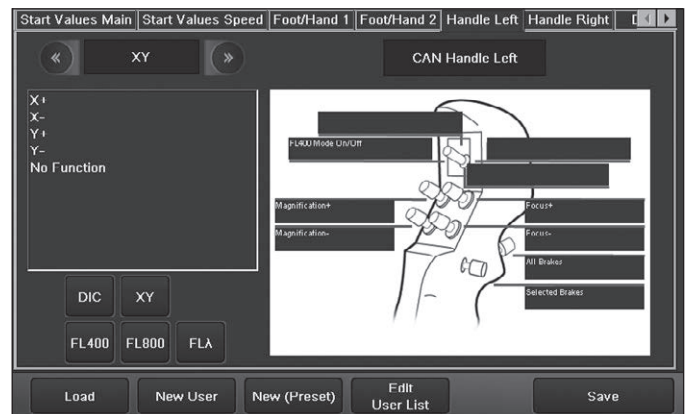 Start Values Main
Start Values Speed
Foot/Hand 1
Foot/Hand 2
Handle Left
Handle Right
«
XY
»
CAN Handle Left
X+
X-
Y+
Y-
No Function
FL400 Mode On/Off
Magnification+
Magnification-
Focus+
Focus-
All Brakes
Selected Brakes
DIC
XY
FL400
FL800
FLλ
Load
New User
New (Preset)
Edit
User List
Save